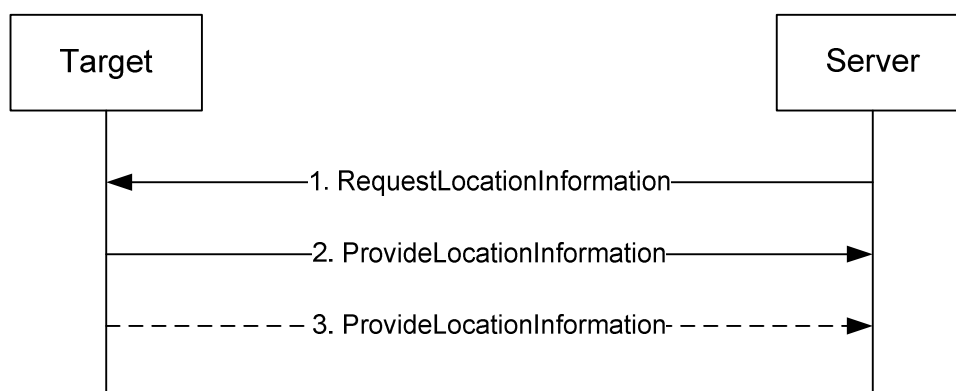 Target
Server
1. RequestLocationInformation
2. ProvideLocationInformation
3. ProvideLocationInformation